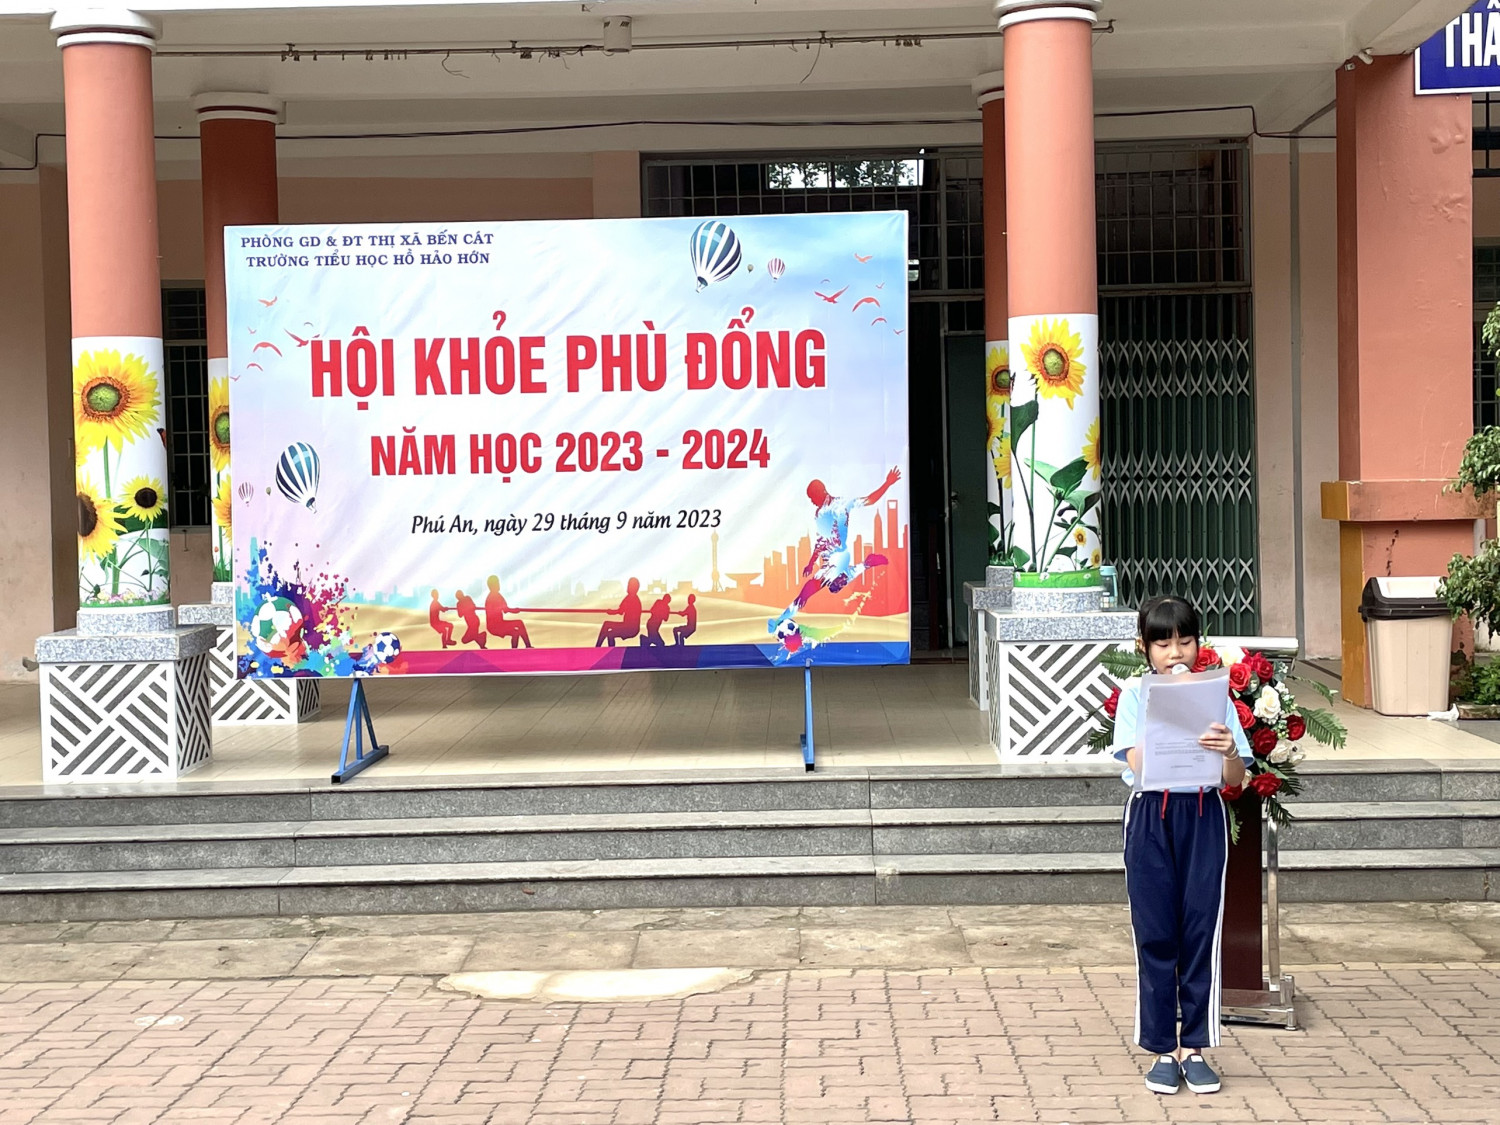 PHÒNG GD & ĐT THỊ XÃ BẾN CÁT
TRƯỜNG TIỂU HỌC HỒ HẢO HỚN
HỘI KHỎE PHÙ ĐỔNG
NĂM HỌC 2023 - 2024
Phú An, ngày 29 tháng 9 năm 2023